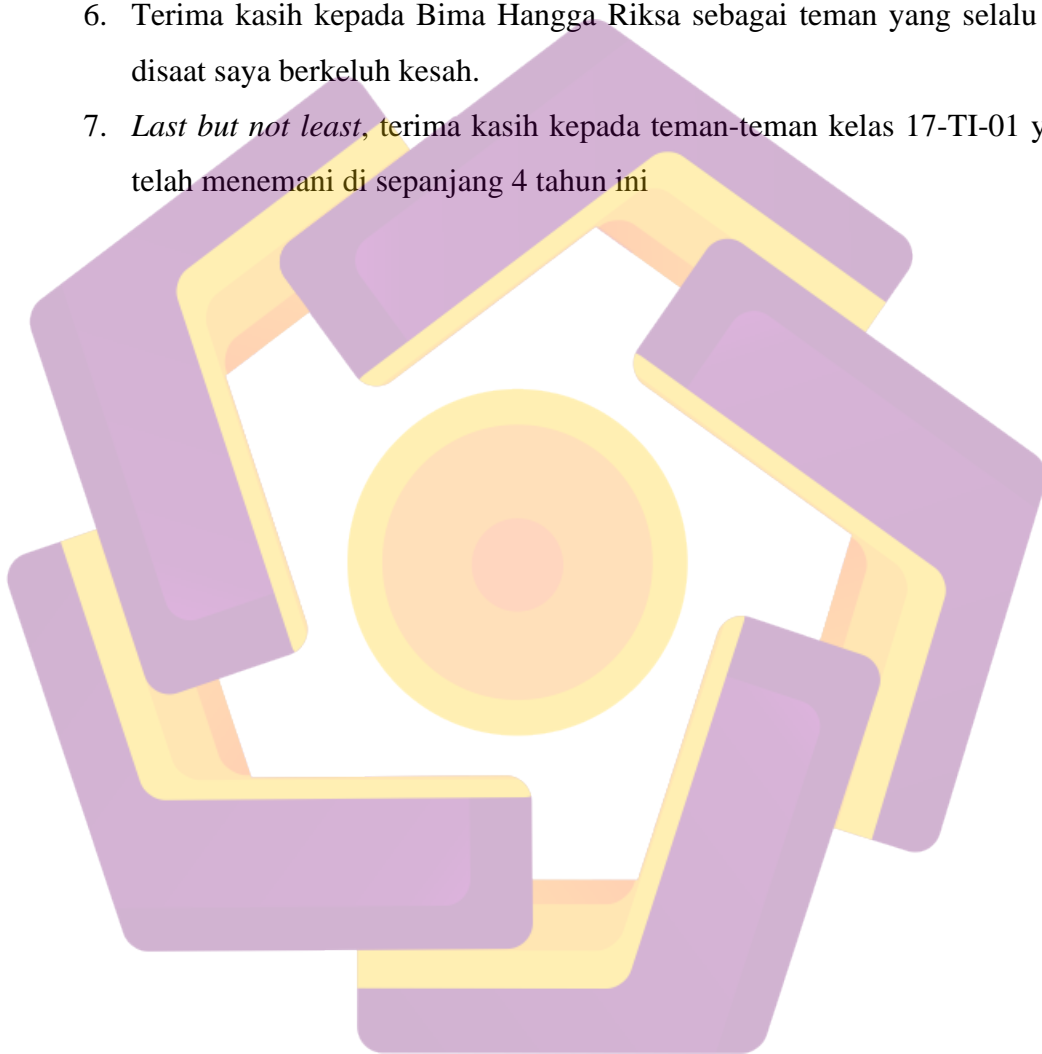 6. Terima kasih kepada Bima Hangga Riksa sebagai teman yang selalu
disaat saya berkeluh kesah.
7. Last but not least, terima kasih kepada teman-teman kelas 17-TI-01 y
telah menemani di sepanjang 4 tahun ini